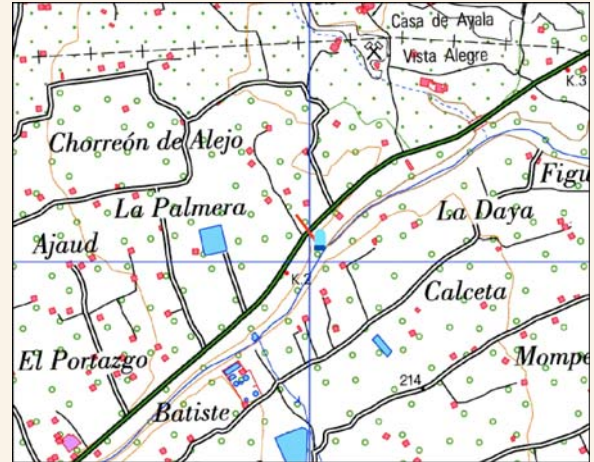 Casa de Ayala
Vista Alegre
K.3
Chorreón de Alejo
Figu
La Palmera
La Daya
Ajaud
K.2
Calceta
El Portazgo
Mompe
214
Batiste